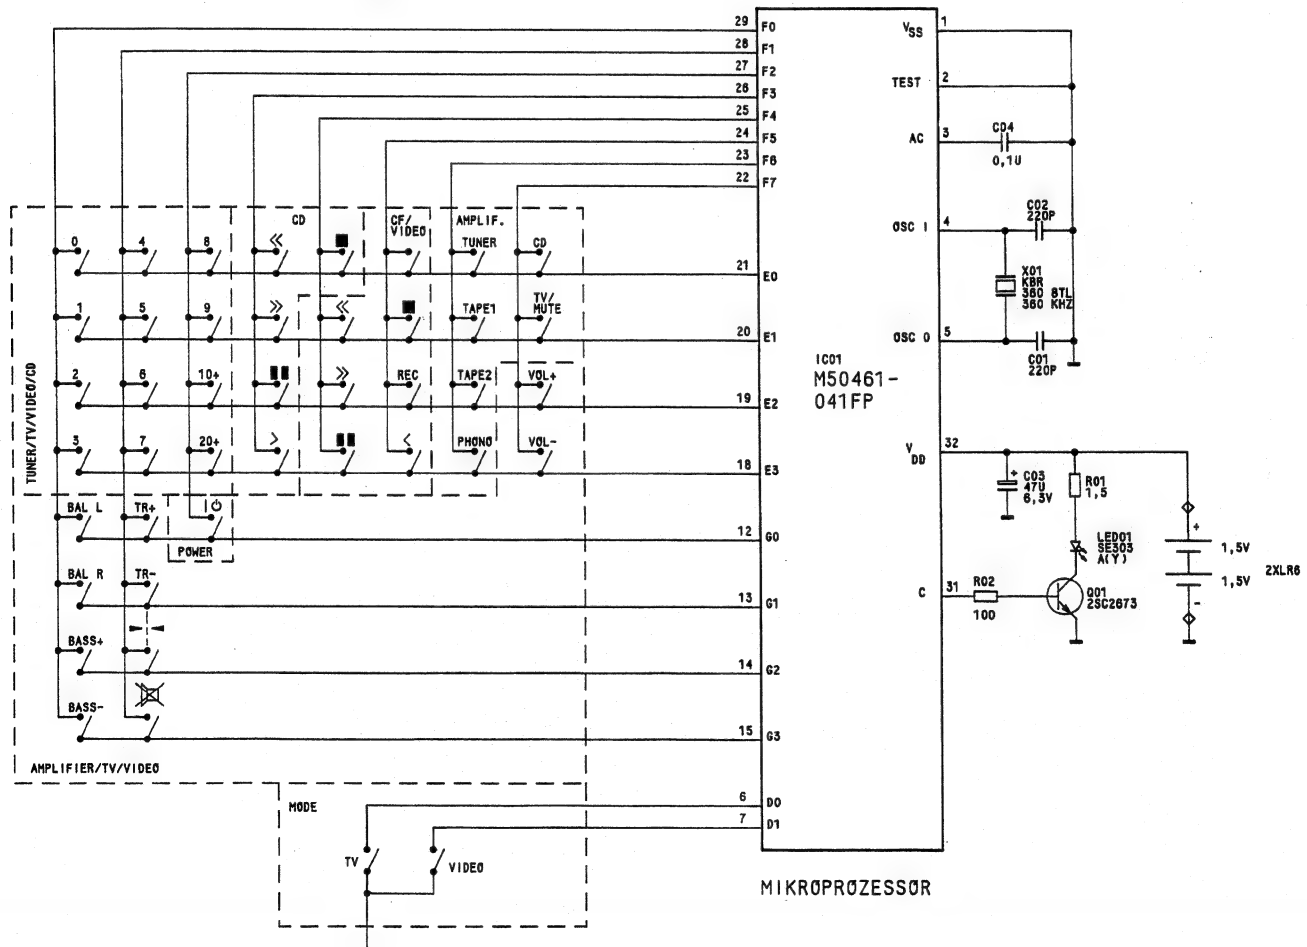 29 F0
28 F1
27 F2
26 F3
25 F4
24 F5
23 F6
22 F7
VSS 1
TEST 2
AC 3
C04
0,1U
C02
220P
OSC I 4
X01
KBR
360 BTL
360 KHZ
OSC O 5
C01
220P
IC01
M50461-
041FP
CD
CF/
VIDEO
AMPLIF.
0 4 8 << TUNER CD
21 E0
1 5 9 >> << TAPE1 TV/
MUTE
20 E1
2 6 10+ >> REC TAPE2 VOL+
19 E2
3 7 20+ > < PHONO VOL-
18 E3
TUNER/TV/VIDEO/CD
BAL L TR+
POWER
12 G0
BAL R TR-
13 G1
BASS+
14 G2
BASS-
15 G3
AMPLIFIER/TV/VIDEO
MODE
6 D0
7 D1
TV VIDEO
VDD 32
+
C03
47U
6,3V
R01
1,5
LED01
SE303
A(Y)
C 31
R02
100
Q01
2SC2673
+
1,5V
1,5V
-
2XLR6
MIKROPROZESSOR